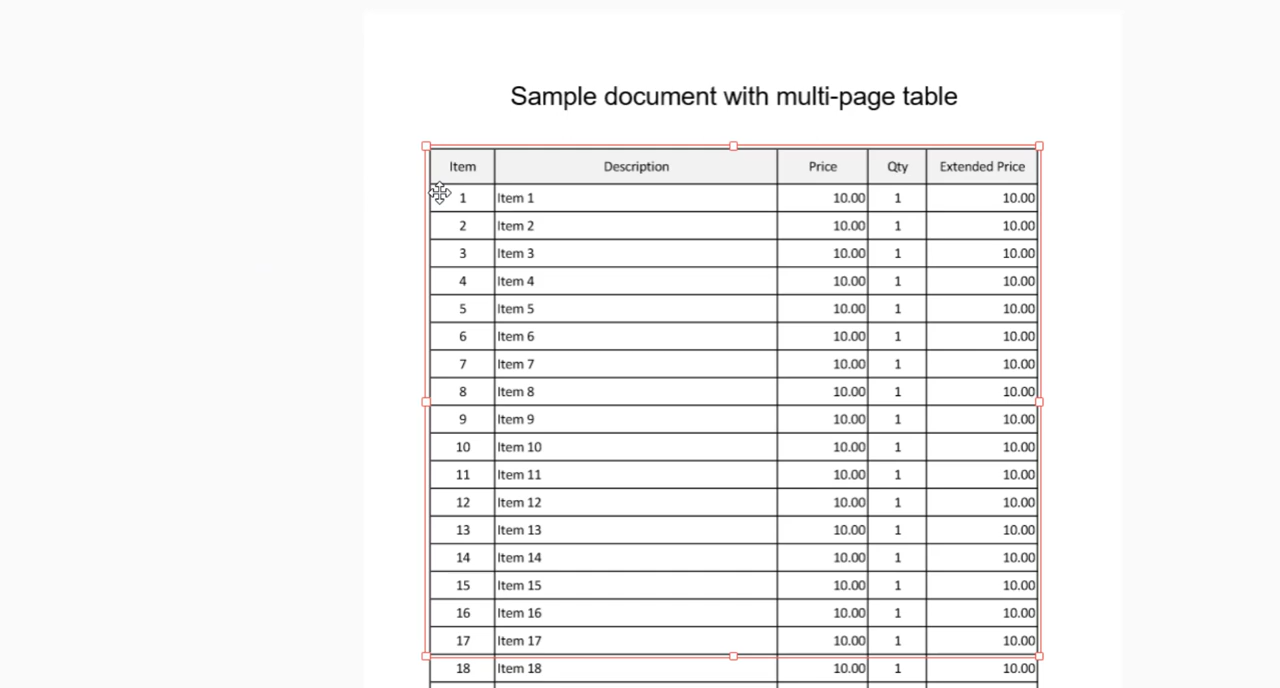 Sample document with multi-page table
Item Description Price Qty Extended Price
1 Item 1 10.00 1 10.00
2 Item 2 10.00 1 10.00
3 Item 3 10.00 1 10.00
4 Item 4 10.00 1 10.00
5 Item 5 10.00 1 10.00
6 Item 6 10.00 1 10.00
7 Item 7 10.00 1 10.00
8 Item 8 10.00 1 10.00
9 Item 9 10.00 1 10.00
10 Item 10 10.00 1 10.00
11 Item 11 10.00 1 10.00
12 Item 12 10.00 1 10.00
13 Item 13 10.00 1 10.00
14 Item 14 10.00 1 10.00
15 Item 15 10.00 1 10.00
16 Item 16 10.00 1 10.00
17 Item 17 10.00 1 10.00
18 Item 18 10.00 1 10.00